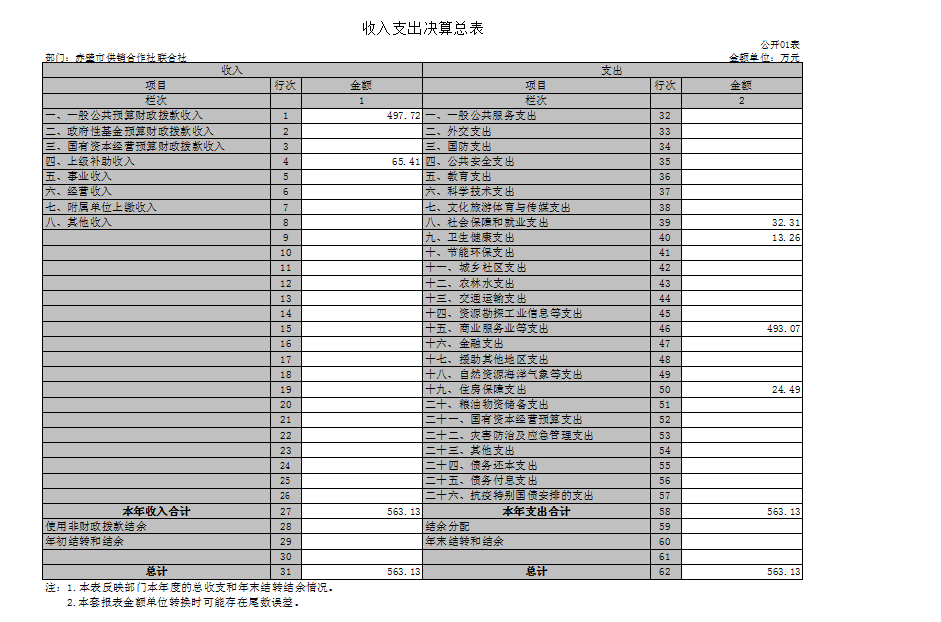 收入支出决算总表
公开01表
部门：赤壁市供销合作社联合社 金额单位：万元
收入 支出
项目 行次 金额 项目 行次 金额
栏次 1 栏次 2
一、一般公共预算财政拨款收入 1 497.72 一、一般公共服务支出 32
二、政府性基金预算财政拨款收入 2 二、外交支出 33
三、国有资本经营预算财政拨款收入 3 三、国防支出 34
四、上级补助收入 4 65.41 四、公共安全支出 35
五、事业收入 5 五、教育支出 36
六、经营收入 6 六、科学技术支出 37
七、附属单位上缴收入 7 七、文化旅游体育与传媒支出 38
八、其他收入 8 八、社会保障和就业支出 39 32.31
9 九、卫生健康支出 40 13.26
10 十、节能环保支出 41
11 十一、城乡社区支出 42
12 十二、农林水支出 43
13 十三、交通运输支出 44
14 十四、资源勘探工业信息等支出 45
15 十五、商业服务业等支出 46 493.07
16 十六、金融支出 47
17 十七、援助其他地区支出 48
18 十八、自然资源海洋气象等支出 49
19 十九、住房保障支出 50 24.49
20 二十、粮油物资储备支出 51
21 二十一、国有资本经营预算支出 52
22 二十二、灾害防治及应急管理支出 53
23 二十三、其他支出 54
24 二十四、债务还本支出 55
25 二十五、债务付息支出 56
26 二十六、抗疫特别国债安排的支出 57
本年收入合计 27 563.13 本年支出合计 58 563.13
使用非财政拨款结余 28 结余分配 59
年初结转和结余 29 年末结转和结余 60
30 61
总计 31 563.13 总计 62 563.13
注：1.本表反映部门本年度的总收支和年末结转结余情况。
2.本套报表金额单位转换时可能存在尾数误差。